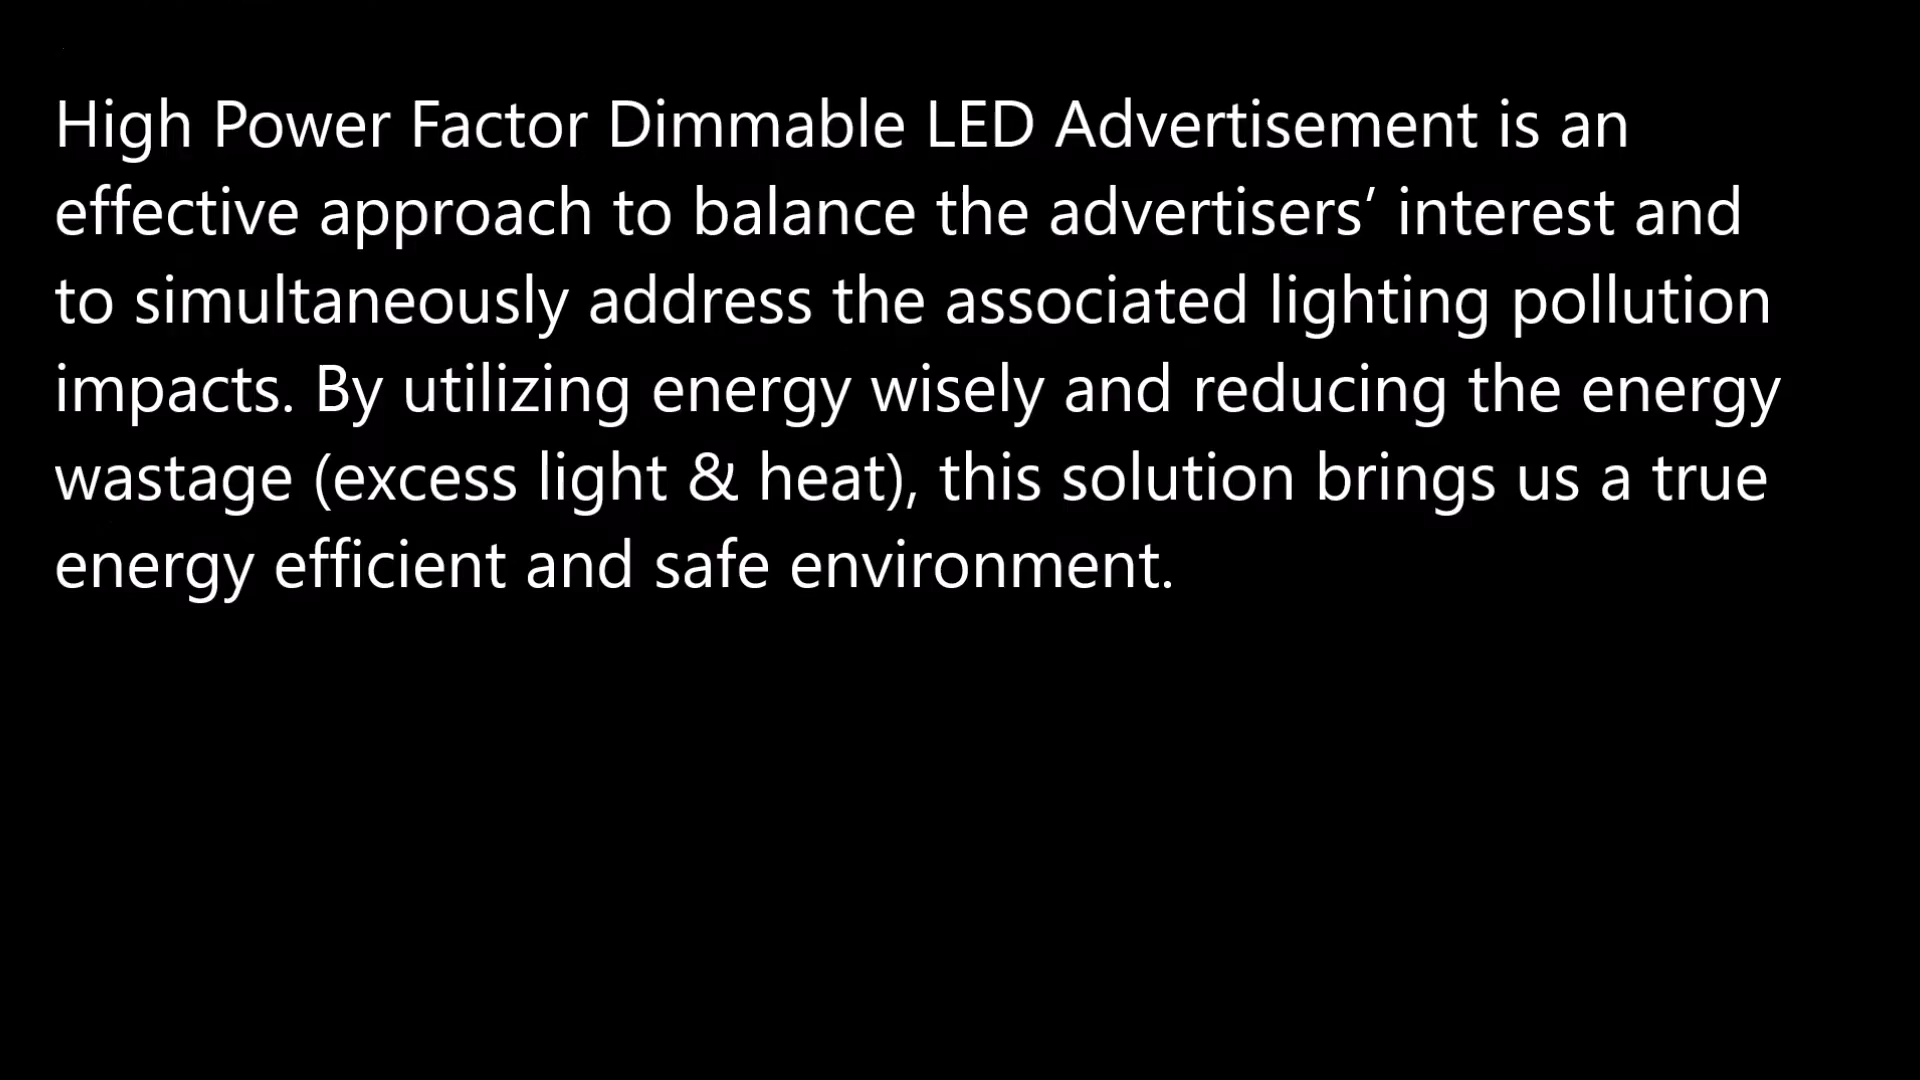 High Power Factor Dimmable LED Advertisement is an
effective approach to balance the advertisers’ interest and
to simultaneously address the associated lighting pollution
impacts. By utilizing energy wisely and reducing the energy
wastage (excess light & heat), this solution brings us a true
energy efficient and safe environment.